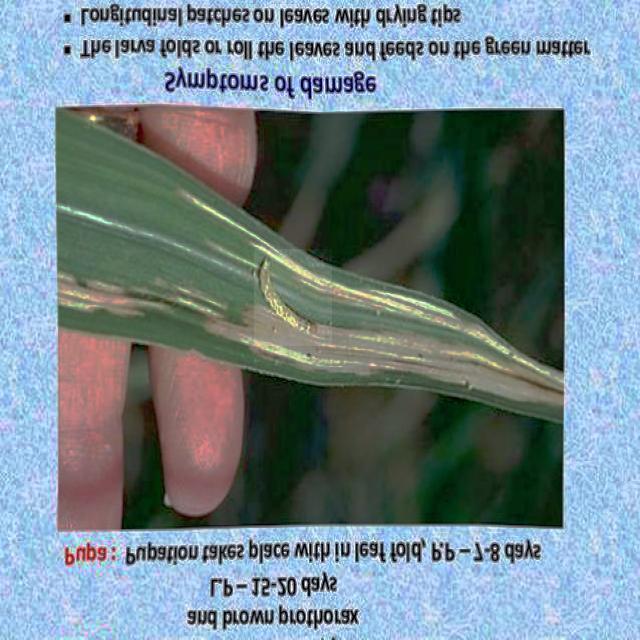 and brown prothorax
L.P – 15-20 days
Pupa : Pupation takes place with in leaf fold, P.P – 7-8 days
Symptoms of damage
▪ The larva folds or roll the leaves and feeds on the green matter
▪ Longitudinal patches on leaves with drying tips